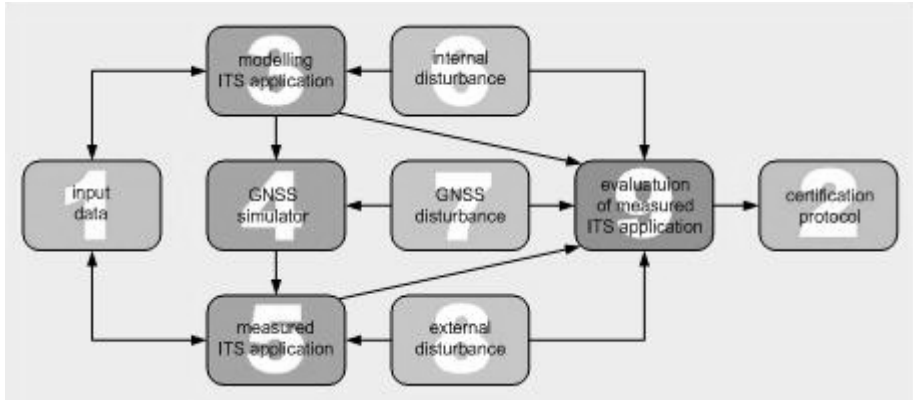 3
modelling
ITS application
6
internal
disturbance
1
input
data
4
GNSS
simulator
7
GNSS
disturbance
9
evaluatuion
of measured
ITS application
2
certification
protocol
5
measured
ITS application
8
external
disturbance